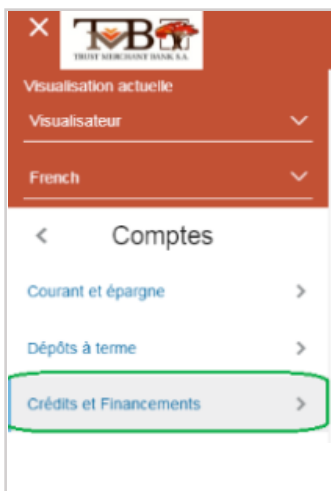 TMB
TRUST MERCHANT BANK S.A.
Visualisation actuelle
Visualisateur
French
Comptes
Courant et épargne
Dépôts à terme
Crédits et Financements